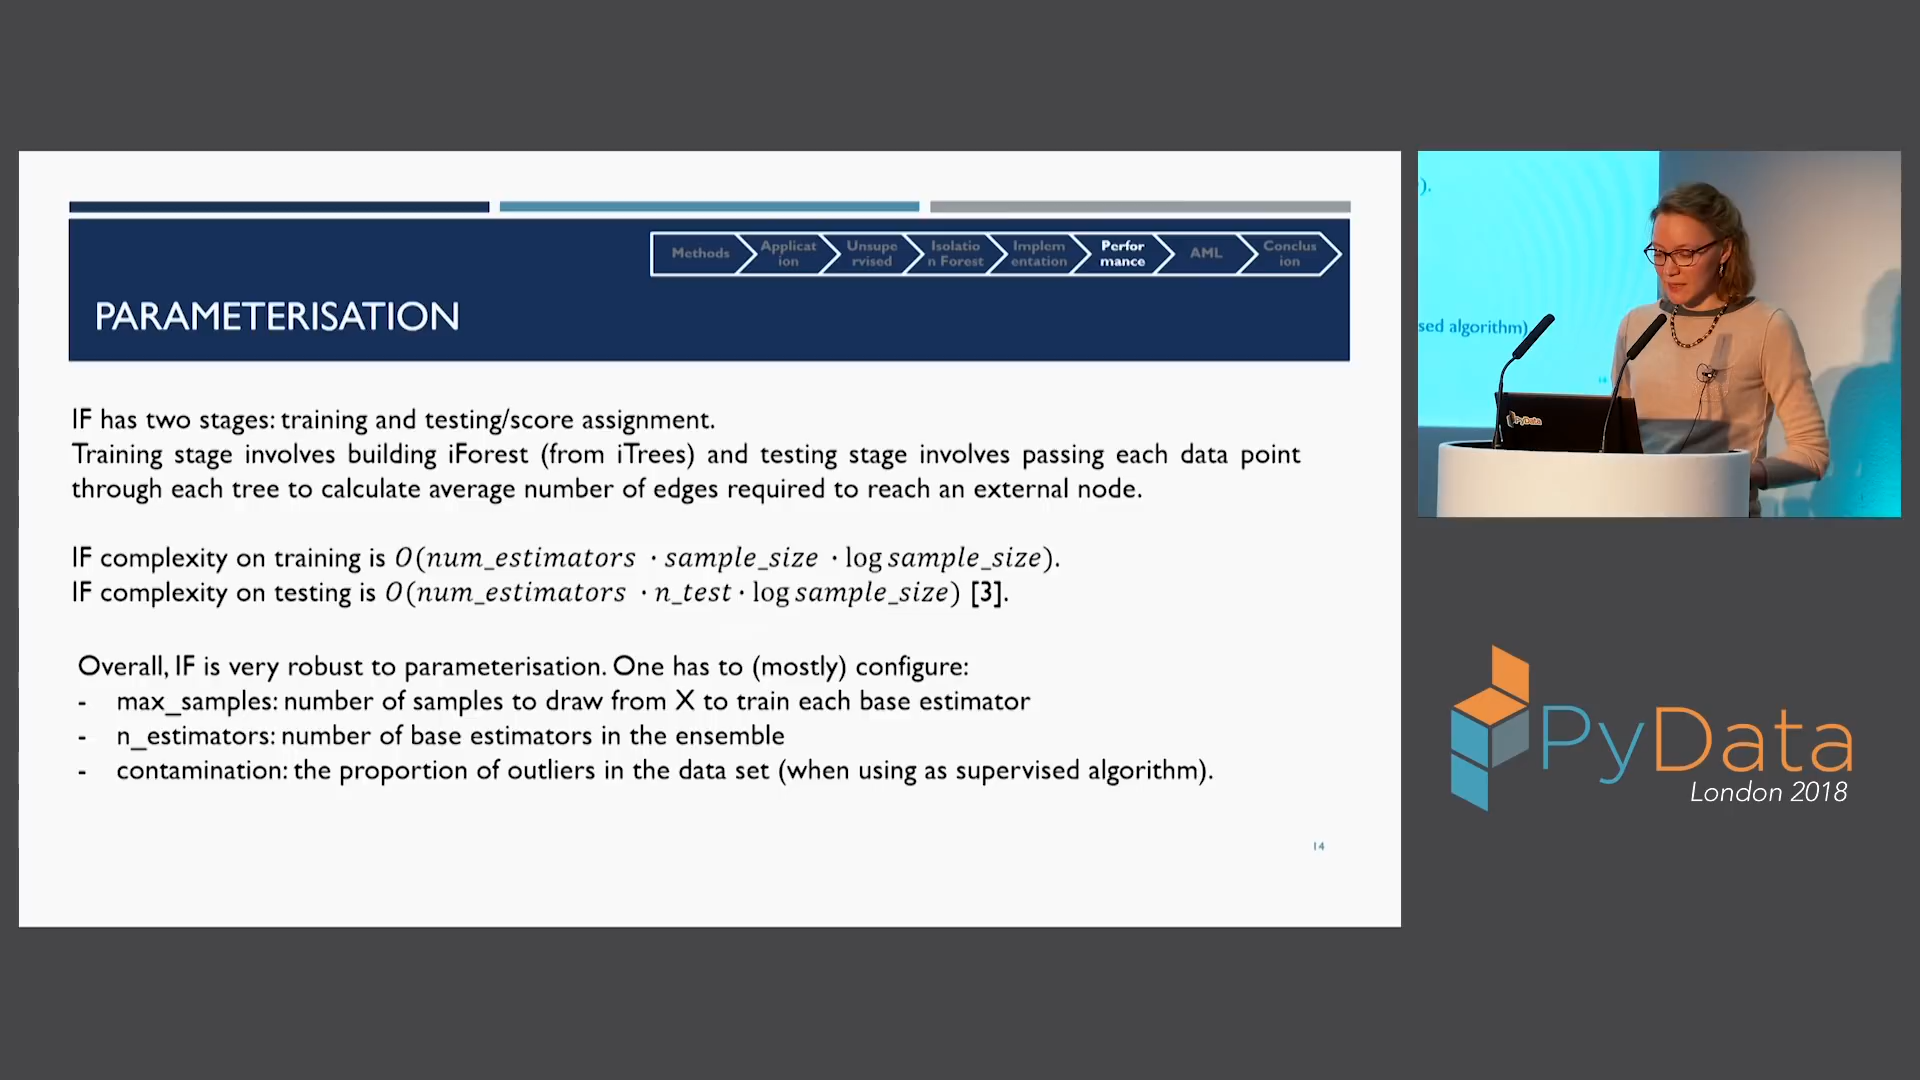 Methods
Applicat
ion
Unsupe
rvised
Isolatio
n Forest
Implem
entation
Perfor
mance
AML
Conclus
ion
PARAMETERISATION
IF has two stages: training and testing/score assignment.
Training stage involves building iForest (from iTrees) and testing stage involves passing each data point
through each tree to calculate average number of edges required to reach an external node.
IF complexity on training is O(num_estimators · sample_size · log sample_size).
IF complexity on testing is O(num_estimators · n_test · log sample_size) [3].
Overall, IF is very robust to parameterisation. One has to (mostly) configure:
- max_samples: number of samples to draw from X to train each base estimator
- n_estimators: number of base estimators in the ensemble
- contamination: the proportion of outliers in the data set (when using as supervised algorithm).
14
).
sed algorithm)
14
PyData
PyData
London 2018